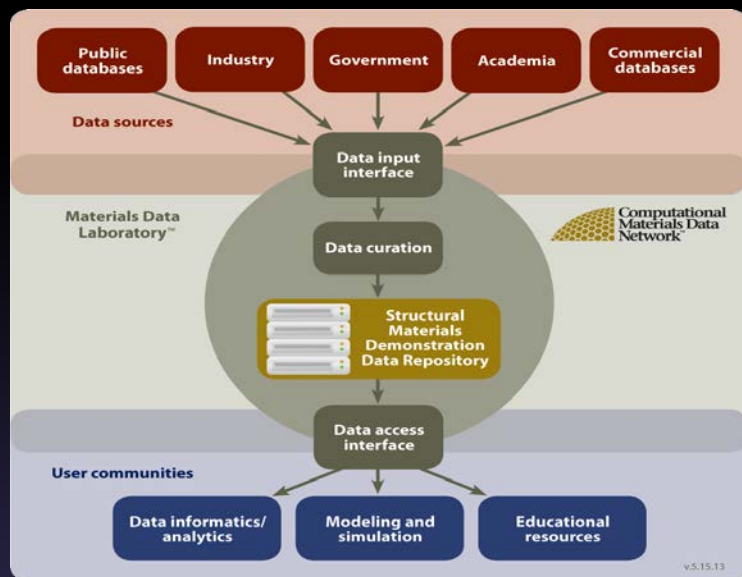 Public
databases
Industry
Government
Academia
Commercial
databases
Data sources
Data input
interface
Materials Data
Laboratory™
Computational
Materials Data
Network™
Data curation
Structural
Materials
Demonstration
Data Repository
Data access
interface
User communities
Data informatics/
analytics
Modeling and
simulation
Educational
resources
v.5.15.13